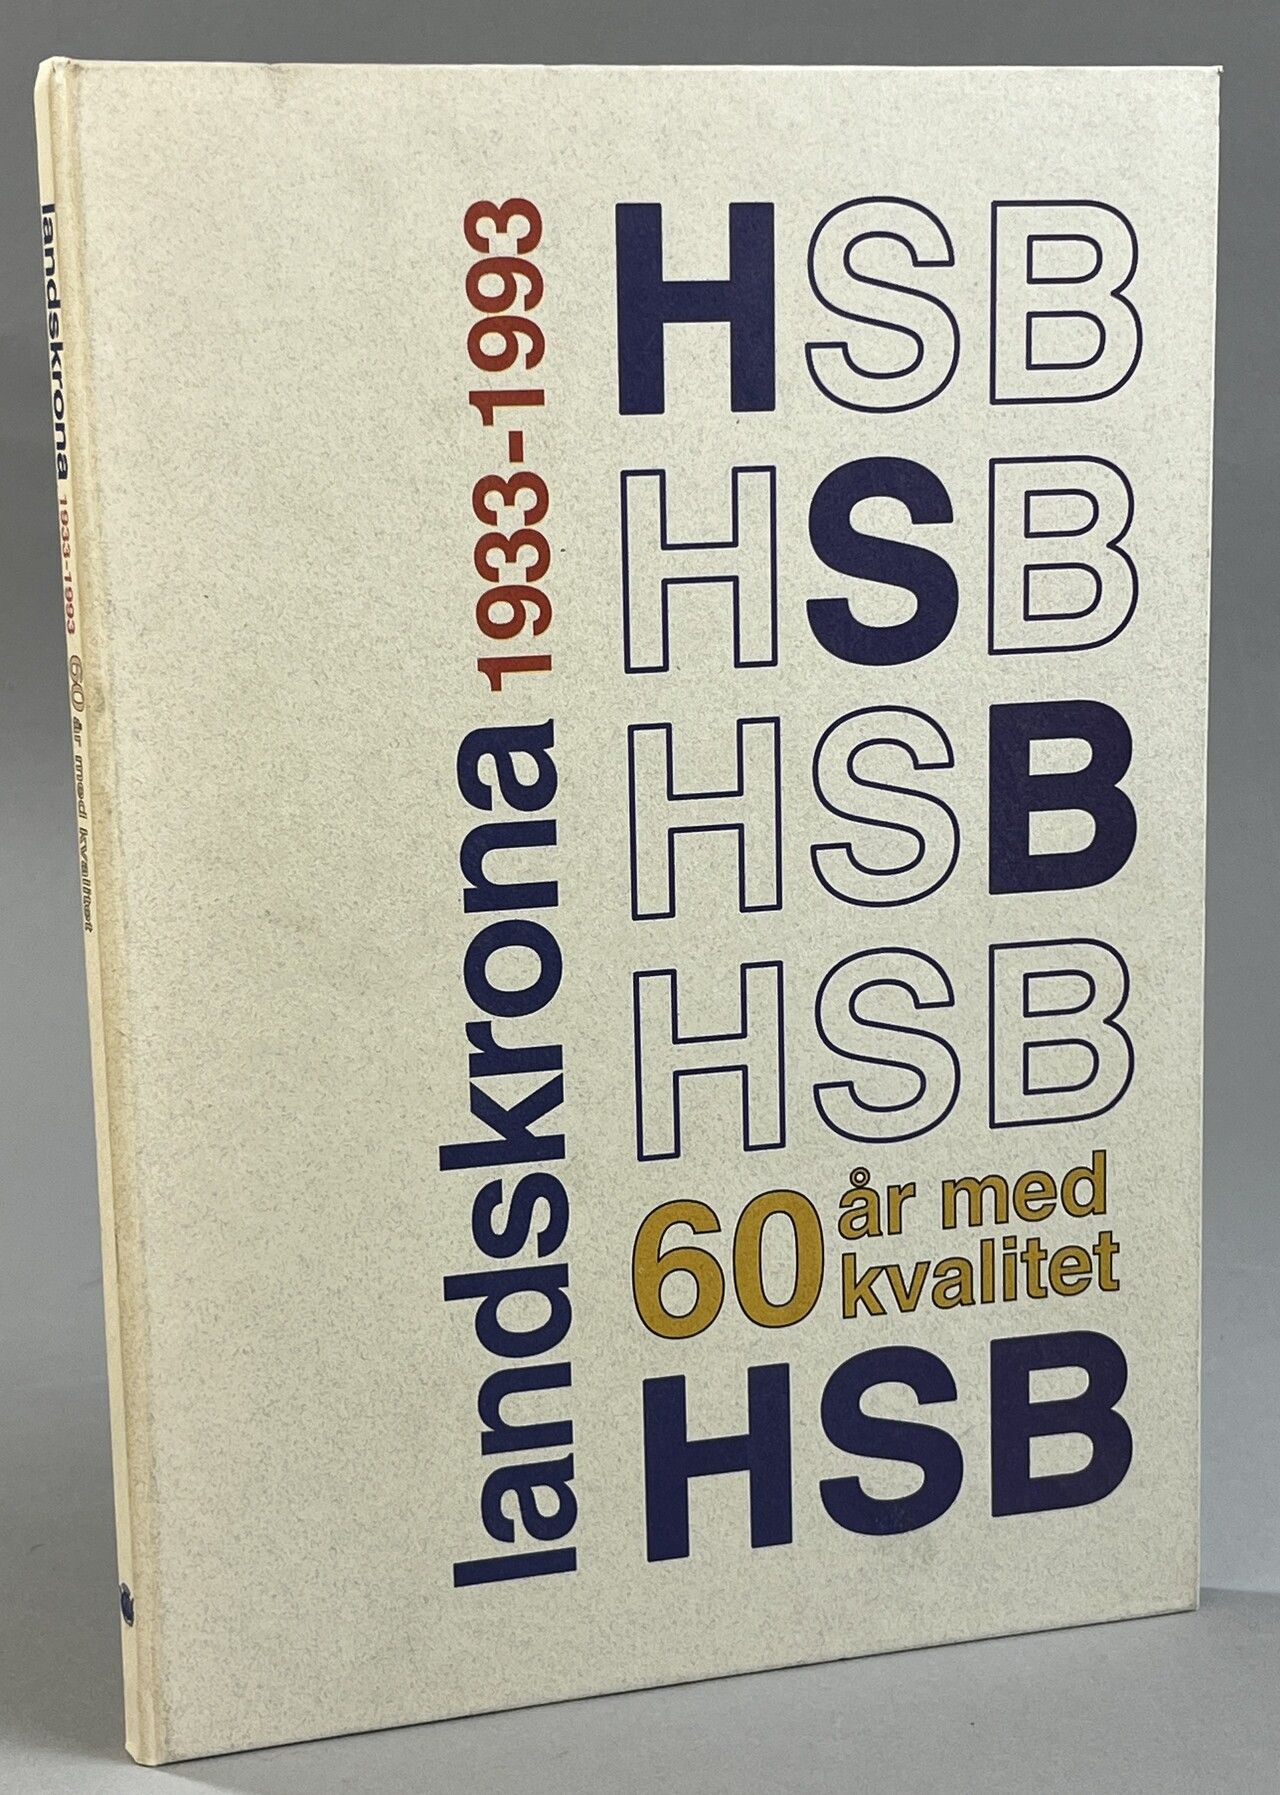 landskrona 1933-1993 60 år med kvalitet
landskrona 1933-1993
HSB
HSB
HSB
HSB
60 år med
kvalitet
HSB